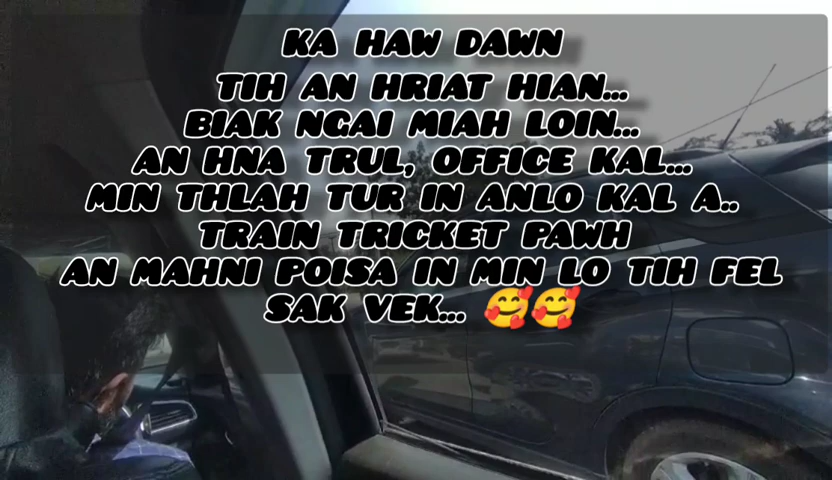 KA HAW DAWN
TIH AN HRIAT HIAN...
BIAK NGAI MIAH LOIN...
AN HNA TRUL, OFFICE KAL...
MIN THLAH TUR IN ANLO KAL A..
TRAIN TRICKET PAWH
AN MAHNI POISA IN MIN LO TIH FEL
SAK VEK... 🥰🥰